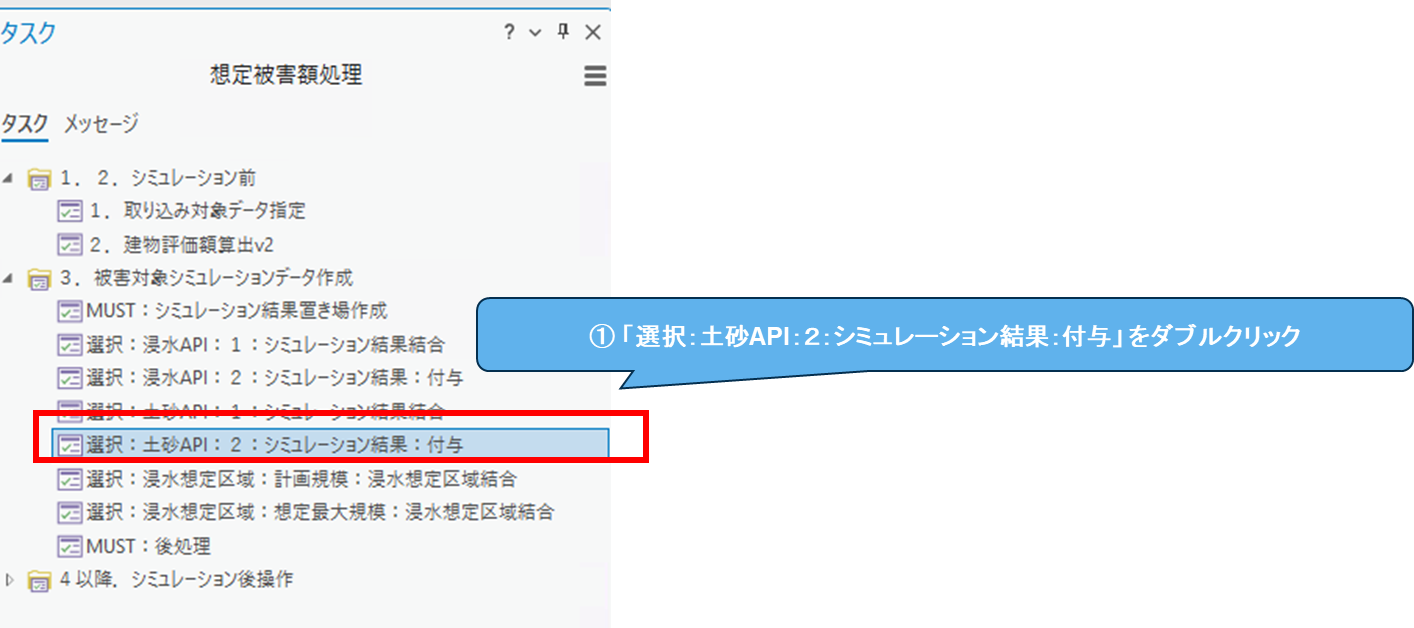 タスク
?
想定被害額処理
タスク メッセージ
1．2．シミュレーション前
1．取り込み対象データ指定
2．建物評価額算出v2
3．被害対象シミュレーションデータ作成
MUST：シミュレーション結果置き場作成
選択：浸水API：1：シミュレーション結果結合
選択：浸水API：2：シミュレーション結果：付与
選択：土砂API：1：シミュレーション結果結合
選択：土砂API：2：シミュレーション結果：付与
選択：浸水想定区域：計画規模：浸水想定区域結合
選択：浸水想定区域：想定最大規模：浸水想定区域結合
MUST：後処理
4以降．シミュレーション後操作
①「選択：土砂API：2：シミュレーション結果：付与」をダブルクリック